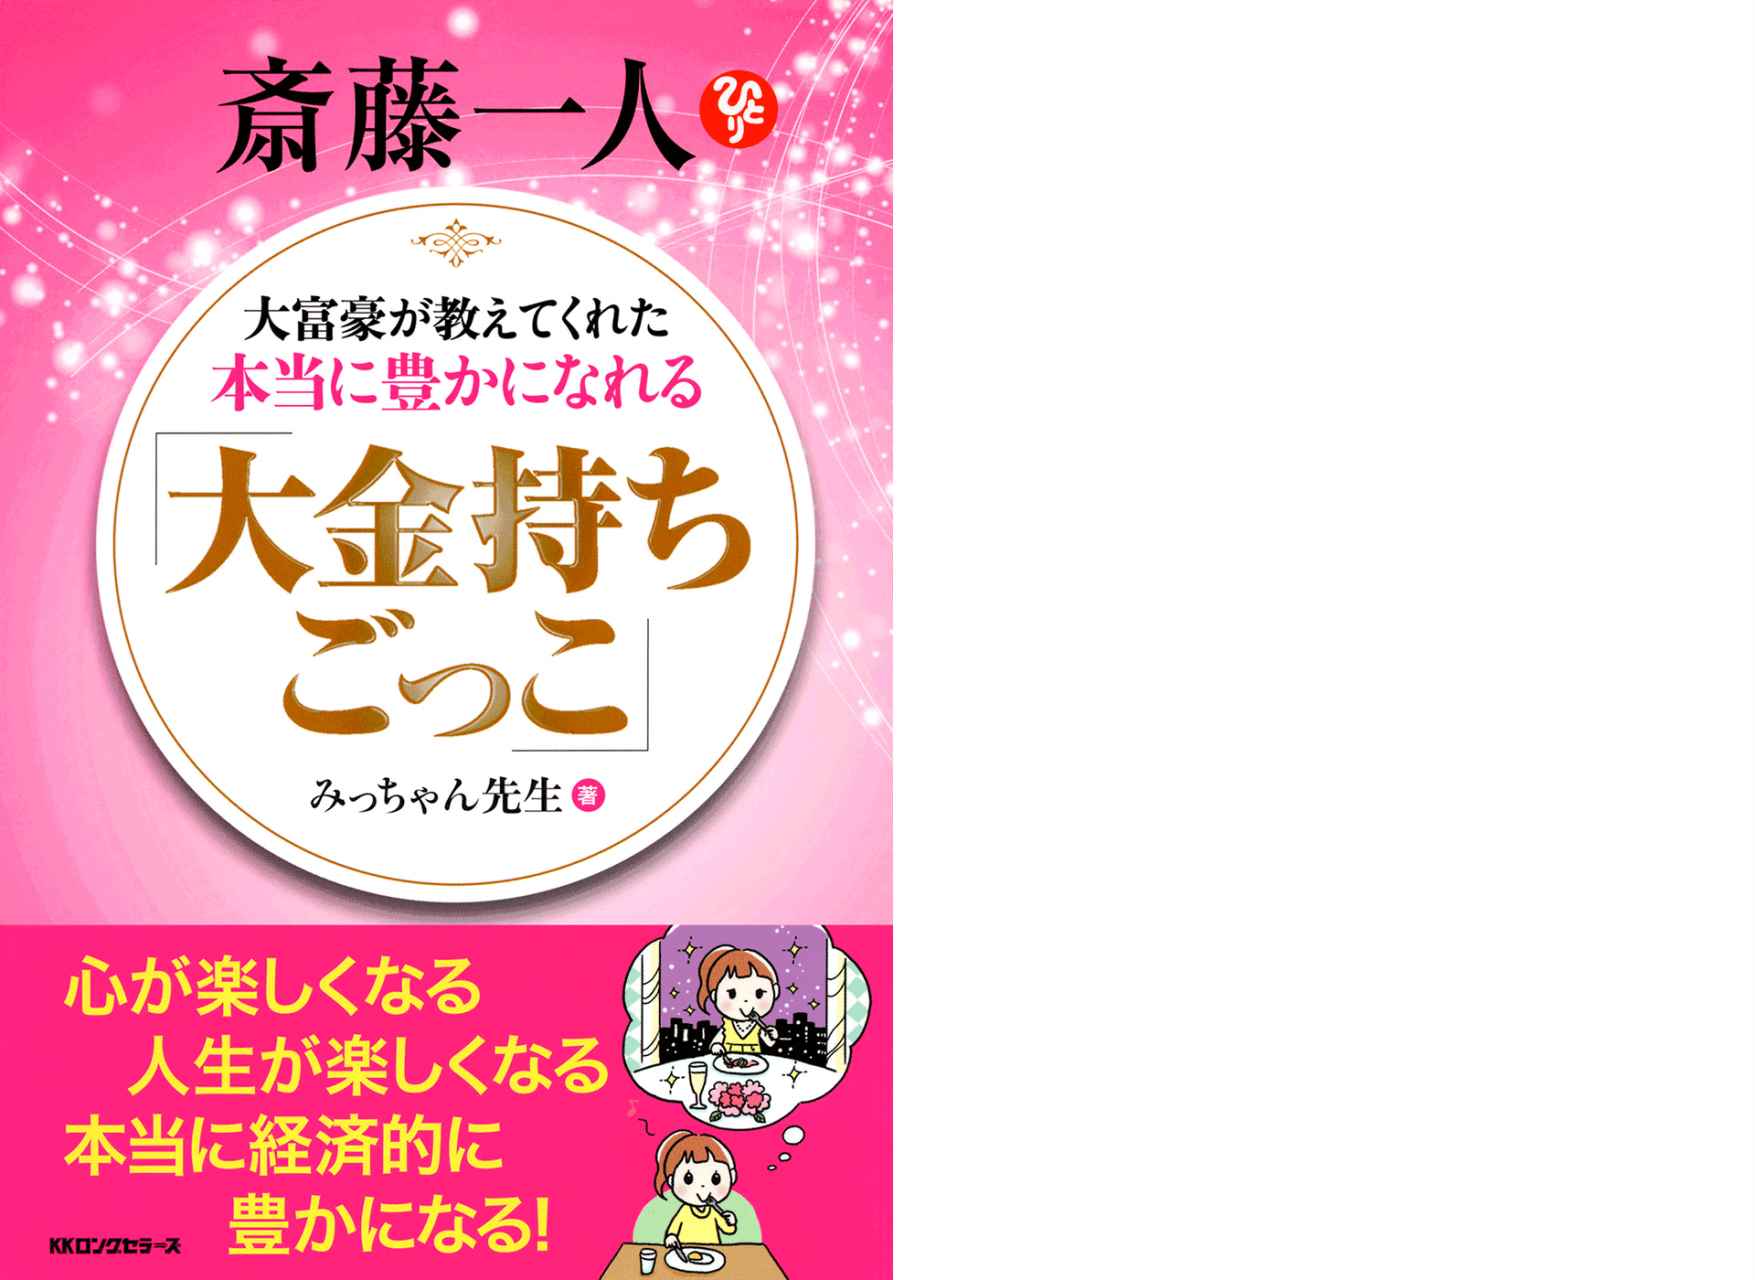 斎藤一人
ひとり
大富豪が教えてくれた
本当に豊かになれる
「大金持ち
ごっこ」
みっちゃん先生 著
心が楽しくなる
人生が楽しくなる
本当に経済的に
豊かになる!
KKロングセラーズ